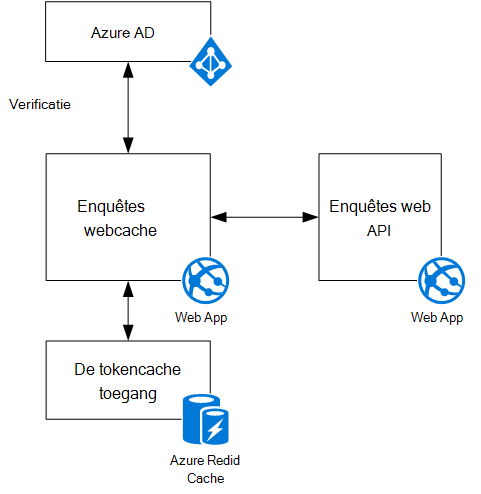 Azure AD
Verificatie
Enquêtes
webcache
Enquêtes web
API
Web App
Web App
De tokencache
toegang
Azure Redid
Cache